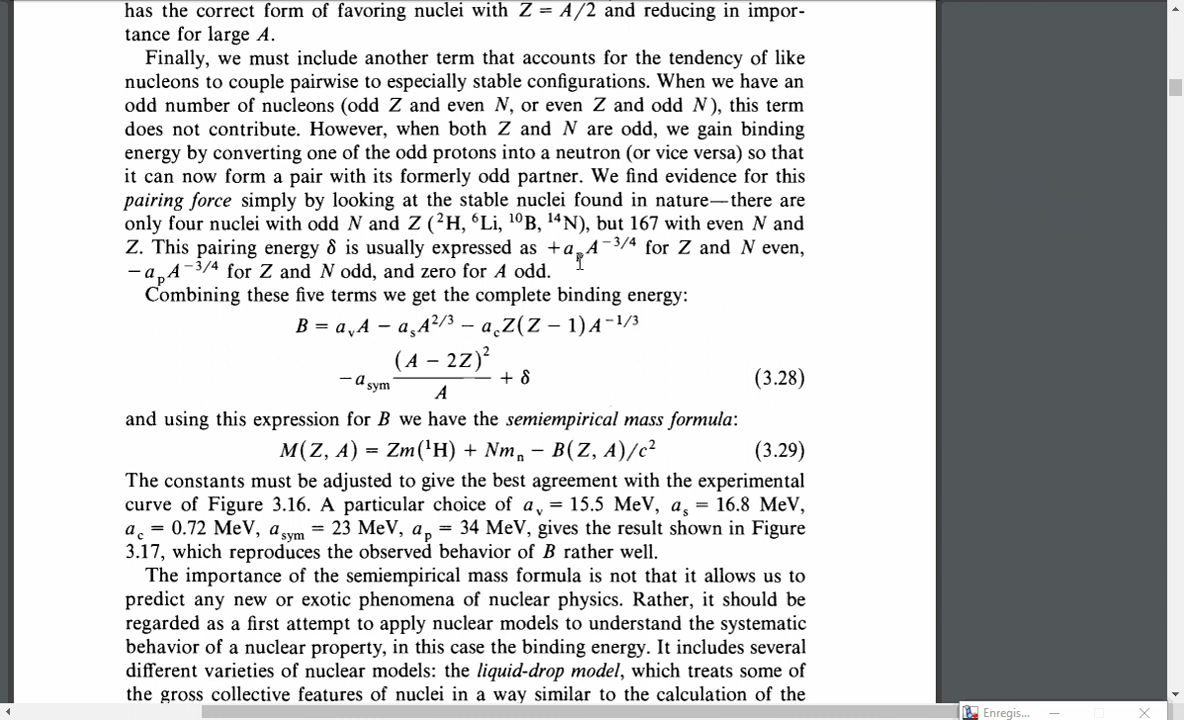 has the correct form of favoring nuclei with Z = A/2 and reducing in impor-
tance for large A.
Finally, we must include another term that accounts for the tendency of like
nucleons to couple pairwise to especially stable configurations. When we have an
odd number of nucleons (odd Z and even N, or even Z and odd N), this term
does not contribute. However, when both Z and N are odd, we gain binding
energy by converting one of the odd protons into a neutron (or vice versa) so that
it can now form a pair with its formerly odd partner. We find evidence for this
pairing force simply by looking at the stable nuclei found in nature—there are
only four nuclei with odd N and Z (²H, ⁶Li, ¹⁰B, ¹⁴N), but 167 with even N and
Z. This pairing energy δ is usually expressed as +aₚA⁻³/⁴ for Z and N even,
−aₚA⁻³/⁴ for Z and N odd, and zero for A odd.
Combining these five terms we get the complete binding energy:
B = aᵥA − aₛA²/³ − a_cZ(Z − 1)A⁻¹/³
−a_sym (A − 2Z)²/A + δ (3.28)
and using this expression for B we have the semiempirical mass formula:
M(Z, A) = Zm(¹H) + Nmₙ − B(Z, A)/c² (3.29)
The constants must be adjusted to give the best agreement with the experimental
curve of Figure 3.16. A particular choice of aᵥ = 15.5 MeV, aₛ = 16.8 MeV,
a_c = 0.72 MeV, a_sym = 23 MeV, aₚ = 34 MeV, gives the result shown in Figure
3.17, which reproduces the observed behavior of B rather well.
The importance of the semiempirical mass formula is not that it allows us to
predict any new or exotic phenomena of nuclear physics. Rather, it should be
regarded as a first attempt to apply nuclear models to understand the systematic
behavior of a nuclear property, in this case the binding energy. It includes several
different varieties of nuclear models: the liquid-drop model, which treats some of
the gross collective features of nuclei in a way similar to the calculation of the
Enregis...